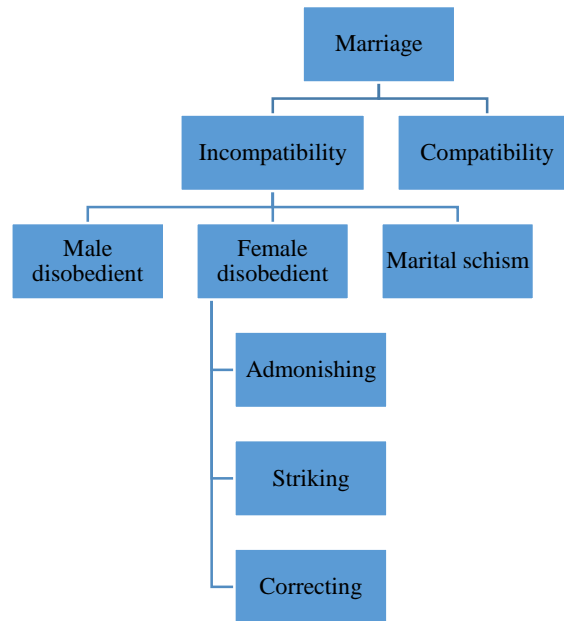 Marriage
Incompatibility
Compatibility
Male
disobedient
Female
disobedient
Marital schism
Admonishing
Striking
Correcting